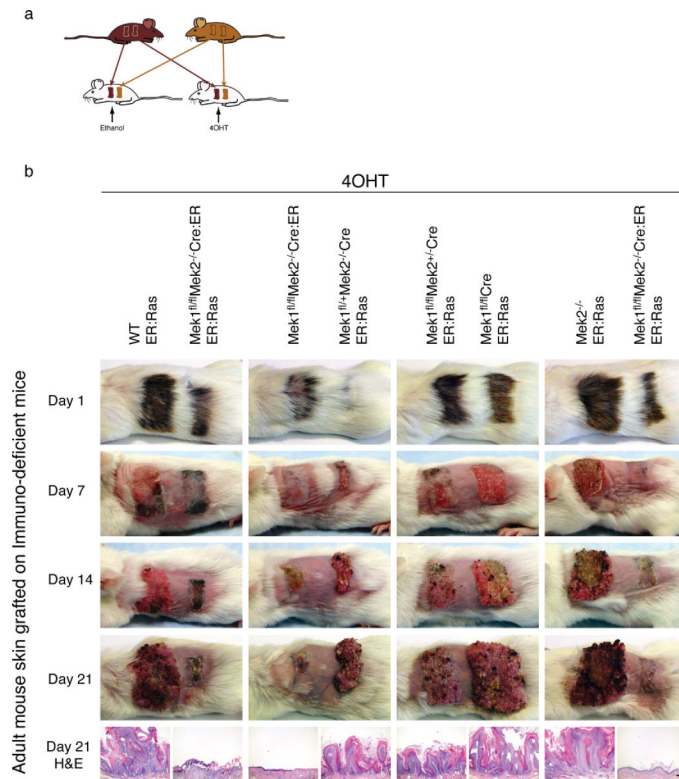 a
Ethanol
4OHT
b
4OHT
WT
ER:Ras
Mek1fl/flMek2-/-Cre:ER
ER:Ras
Mek1fl/flMek2-/-Cre:ER
Mek1fl/+Mek2-/-Cre
ER:Ras
Mek1fl/flMek2+/-Cre
ER:Ras
Mek1fl/flCre
ER:Ras
Mek2-/-
ER:Ras
Mek1fl/flMek2-/-Cre:ER
ER:Ras
Adult mouse skin grafted on Immuno-deficient mice
Day 1
Day 7
Day 14
Day 21
Day 21
H&E